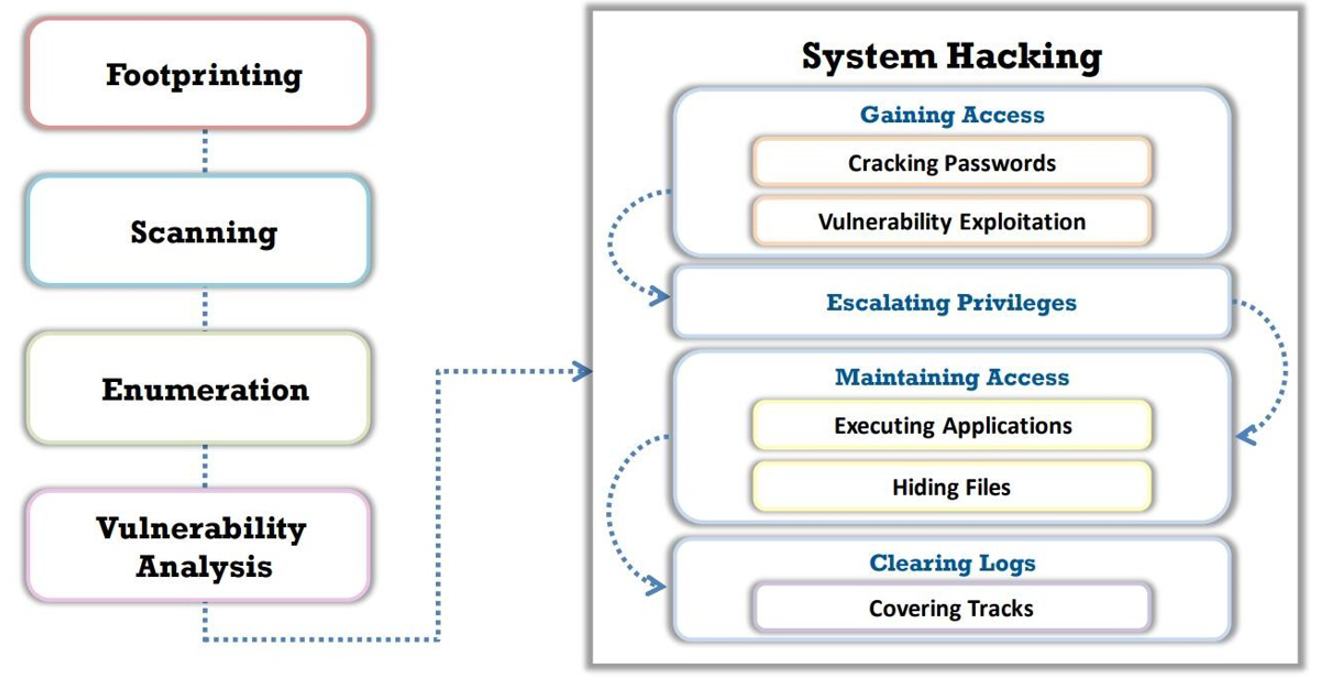 Footprinting
Scanning
Enumeration
Vulnerability
Analysis
System Hacking
Gaining Access
Cracking Passwords
Vulnerability Exploitation
Escalating Privileges
Maintaining Access
Executing Applications
Hiding Files
Clearing Logs
Covering Tracks